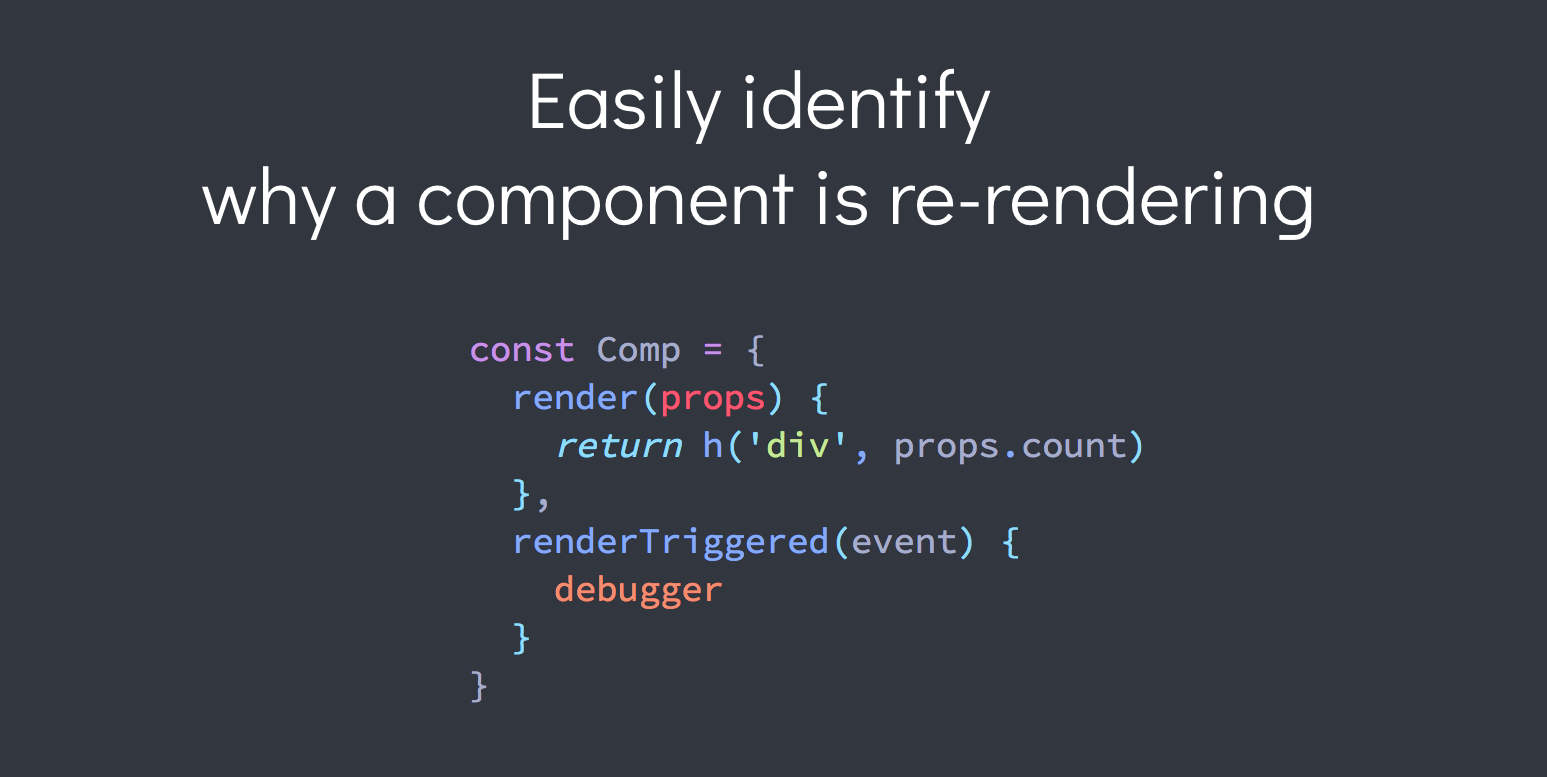 Easily identify
why a component is re-rendering
const Comp = {
  render(props) {
    return h('div', props.count)
  },
  renderTriggered(event) {
    debugger
  }
}